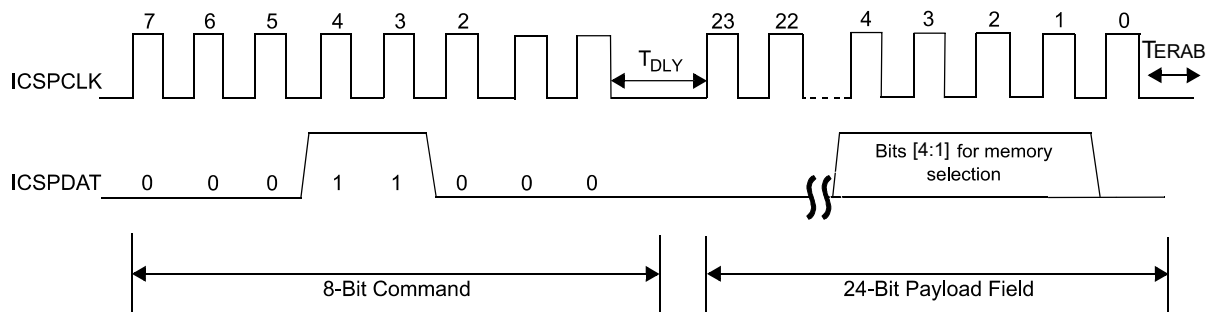 7 6 5 4 3 2 23 22 4 3 2 1 0
ICSPCLK
TDLY
TERAB
ICSPDAT
0 0 0 1 1 0 0 0
Bits [4:1] for memory
selection
8-Bit Command
24-Bit Payload Field